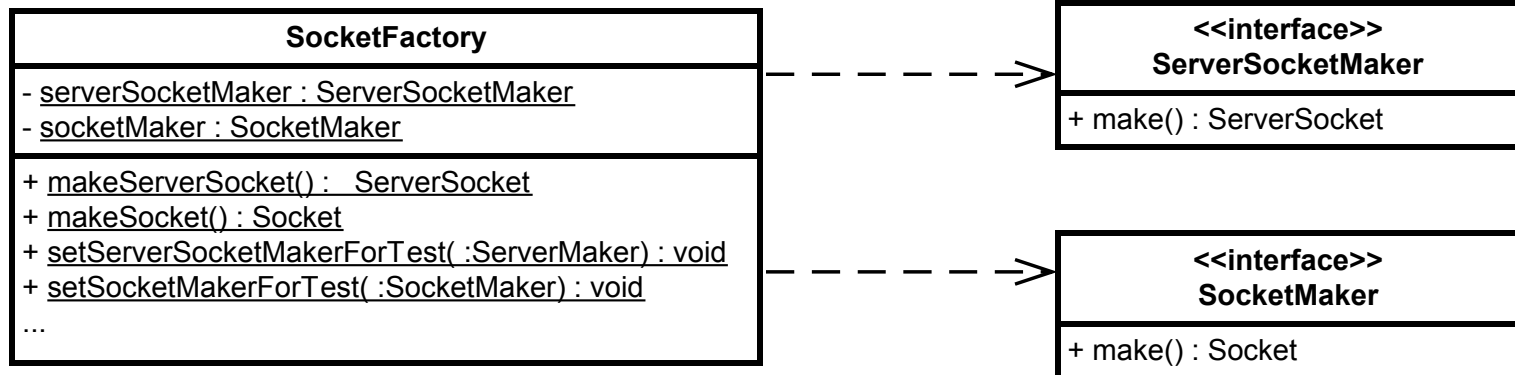 SocketFactory
- serverSocketMaker : ServerSocketMaker
- socketMaker : SocketMaker
+ makeServerSocket() :   ServerSocket
+ makeSocket() : Socket
+ setServerSocketMakerForTest( :ServerMaker) : void
+ setSocketMakerForTest( :SocketMaker) : void
...
<<interface>>
ServerSocketMaker
+ make() : ServerSocket
<<interface>>
SocketMaker
+ make() : Socket